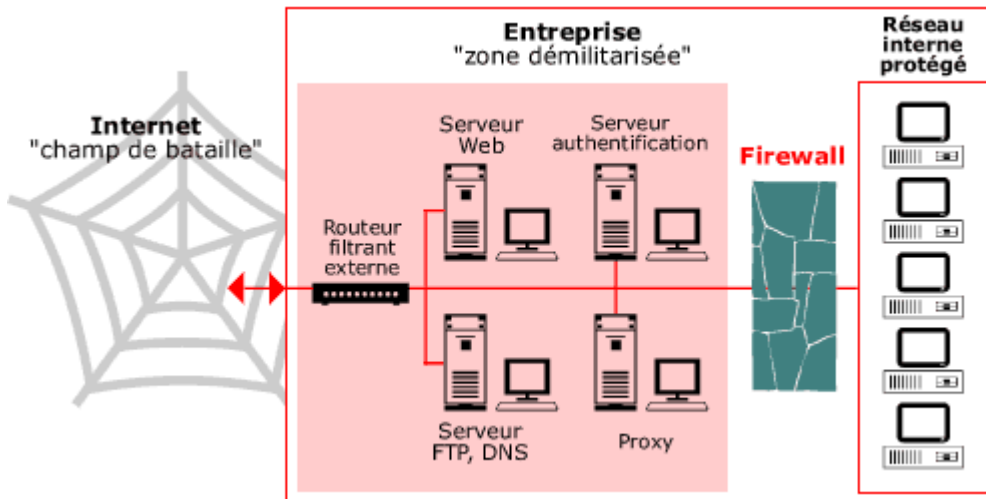 Internet
"champ de bataille"
Entreprise
"zone démilitarisée"
Serveur
Web
Serveur
authentification
Routeur
filtrant
externe
Serveur
FTP, DNS
Proxy
Firewall
Réseau
interne
protégé